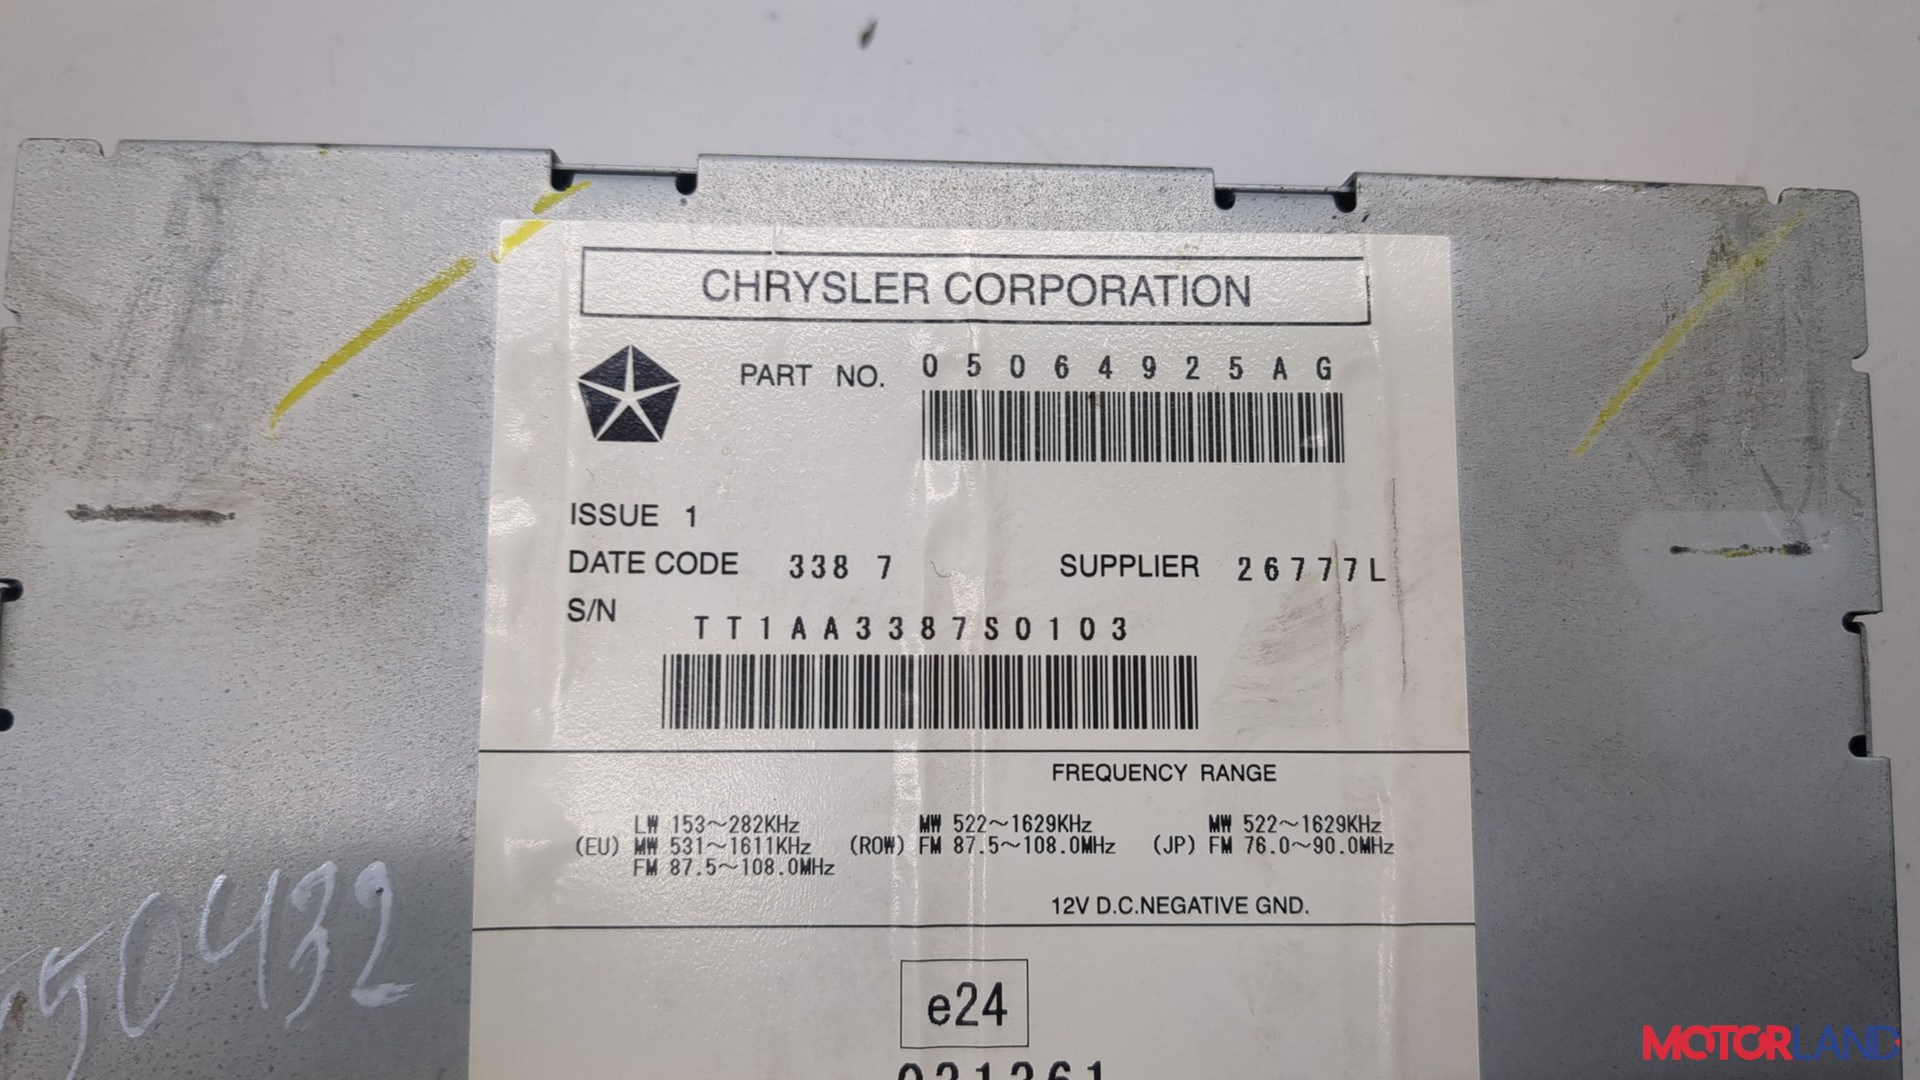 CHRYSLER CORPORATION
PART NO. 05064925AG
ISSUE 1
DATE CODE 338 7 SUPPLIER 26777L
S/N
TT1AA3387S0103
FREQUENCY RANGE
LW 153~282KHz MW 522~1629KHz MW 522~1629KHz
(EU) MW 531~1611KHz (ROW) FM 87.5~108.0MHz (JP) FM 76.0~90.0MHz
FM 87.5~108.0MHz
12V D.C.NEGATIVE GND.
50432
e24
031361
MOTORLAND